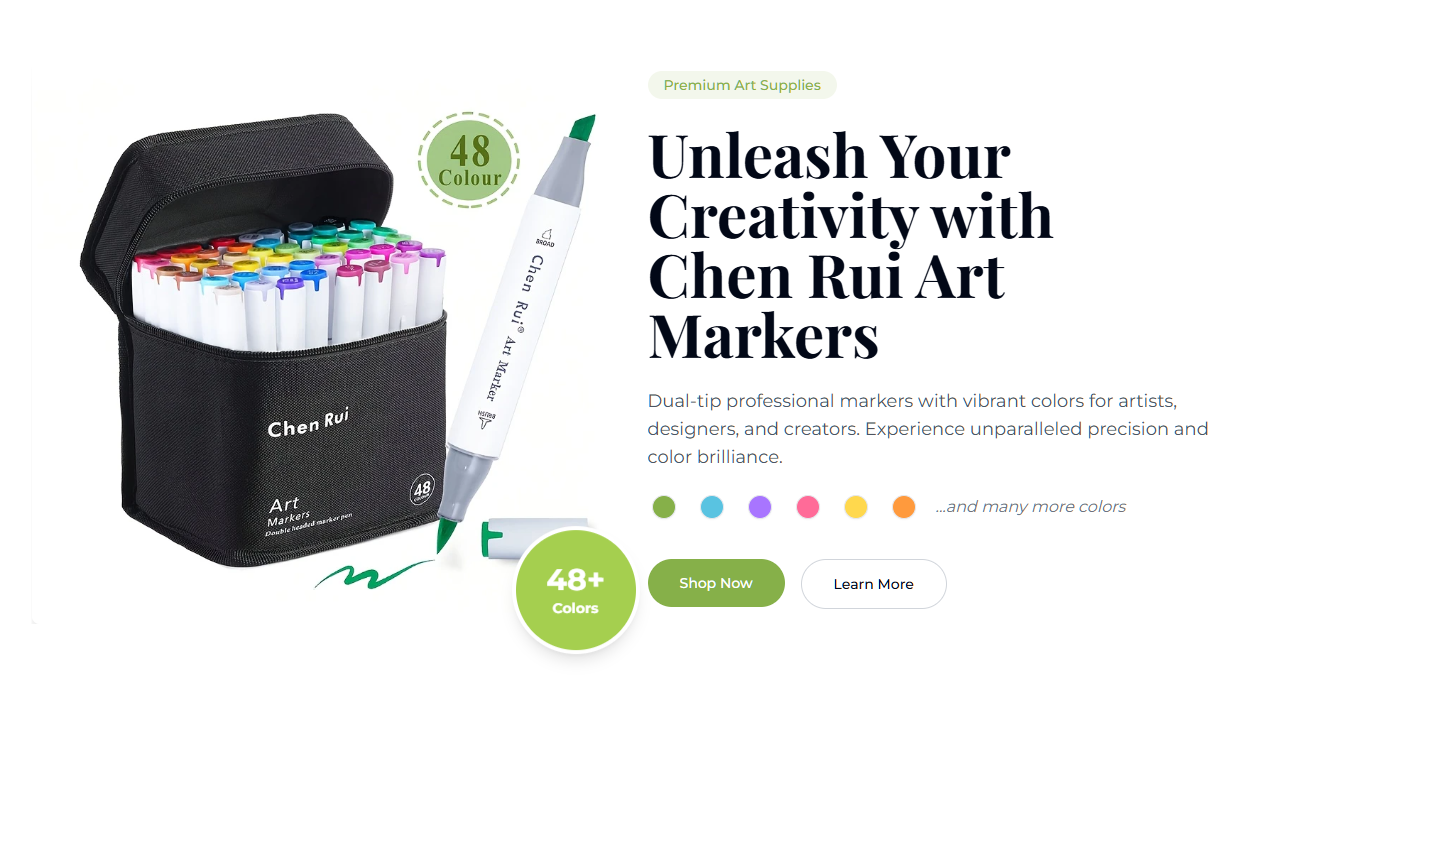 Premium Art Supplies
Unleash Your
Creativity with
Chen Rui Art
Markers
Dual-tip professional markers with vibrant colors for artists,
designers, and creators. Experience unparalleled precision and
color brilliance.
...and many more colors
Shop Now
Learn More
48
Colour
BROAD
Chen Rui® Art Marker
BRUSH
Chen Rui
Art
Markers
Double headed marker pen
48
COLOUR
48+
Colors